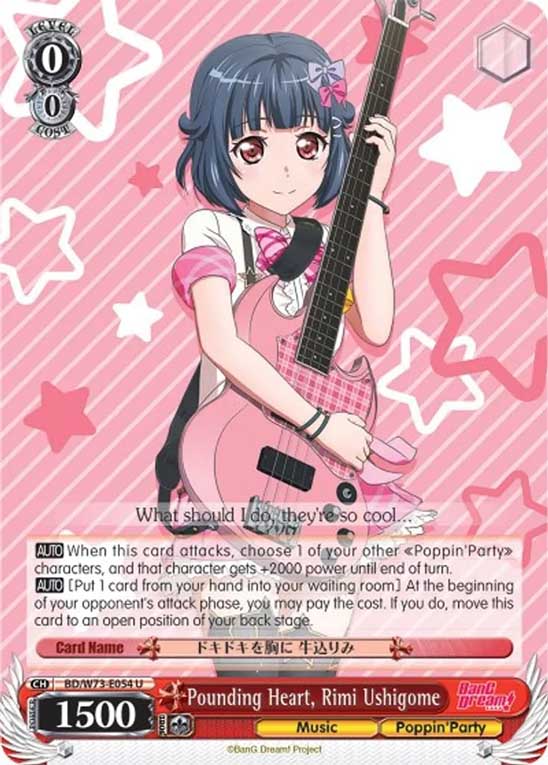 LEVEL
0
0
COST
What should I do, they're so cool...
AUTO When this card attacks, choose 1 of your other «Poppin'Party»
characters, and that character gets +2000 power until end of turn.
AUTO [Put 1 card from your hand into your waiting room] At the beginning
of your opponent's attack phase, you may pay the cost. If you do, move this
card to an open position of your back stage.
Card Name ドキドキを胸に 牛込りみ
CH BD/W73-E054 U
Pounding Heart, Rimi Ushigome
BanG Dream!
POWER 1500 SOUL
Music Poppin'Party
©BanG Dream! Project